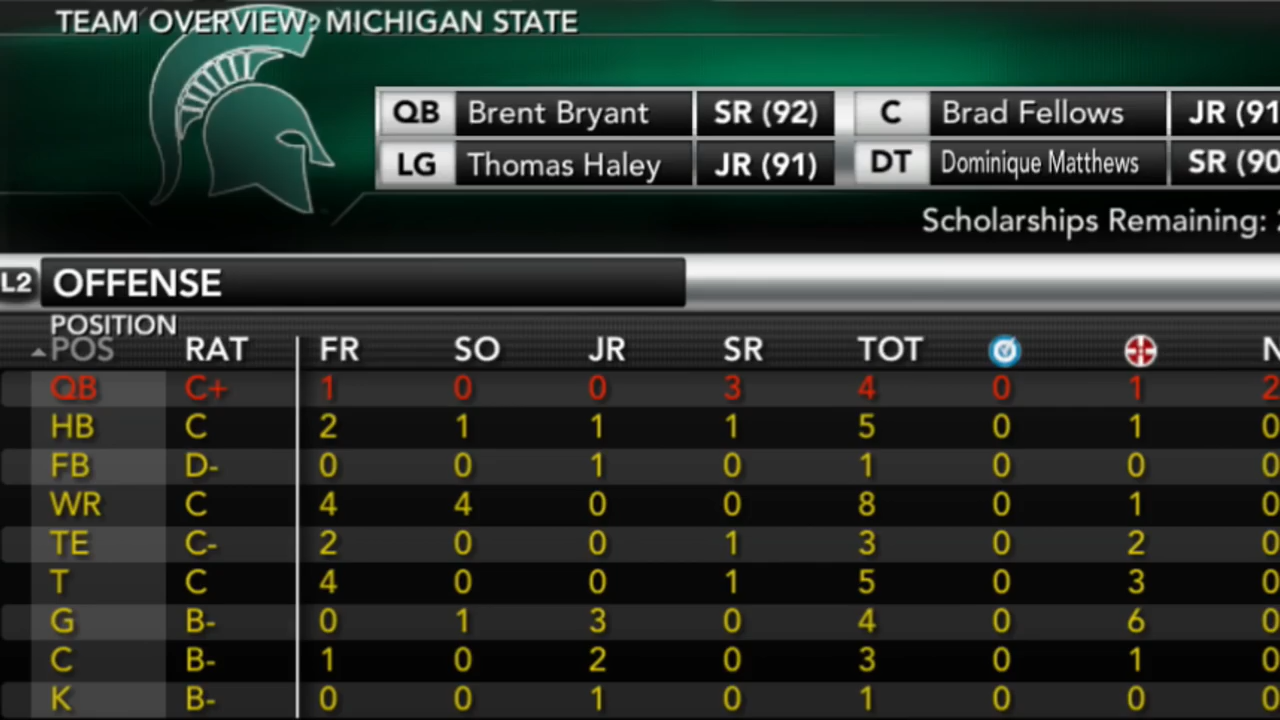 TEAM OVERVIEW: MICHIGAN STATE
QB Brent Bryant SR (92) C Brad Fellows JR (91
LG Thomas Haley JR (91) DT Dominique Matthews SR (90
Scholarships Remaining:
L2 OFFENSE
POSITION
POS RAT FR SO JR SR TOT N
QB C+ 1 0 0 3 4 0 1 2
HB C 2 1 1 1 5 0 1 0
FB D- 0 0 1 0 1 0 0 0
WR C 4 4 0 0 8 0 1 0
TE C- 2 0 0 1 3 0 2 0
T C 4 0 0 1 5 0 3 0
G B- 0 1 3 0 4 0 6 0
C B- 1 0 2 0 3 0 1 0
K B- 0 0 1 0 1 0 0 0